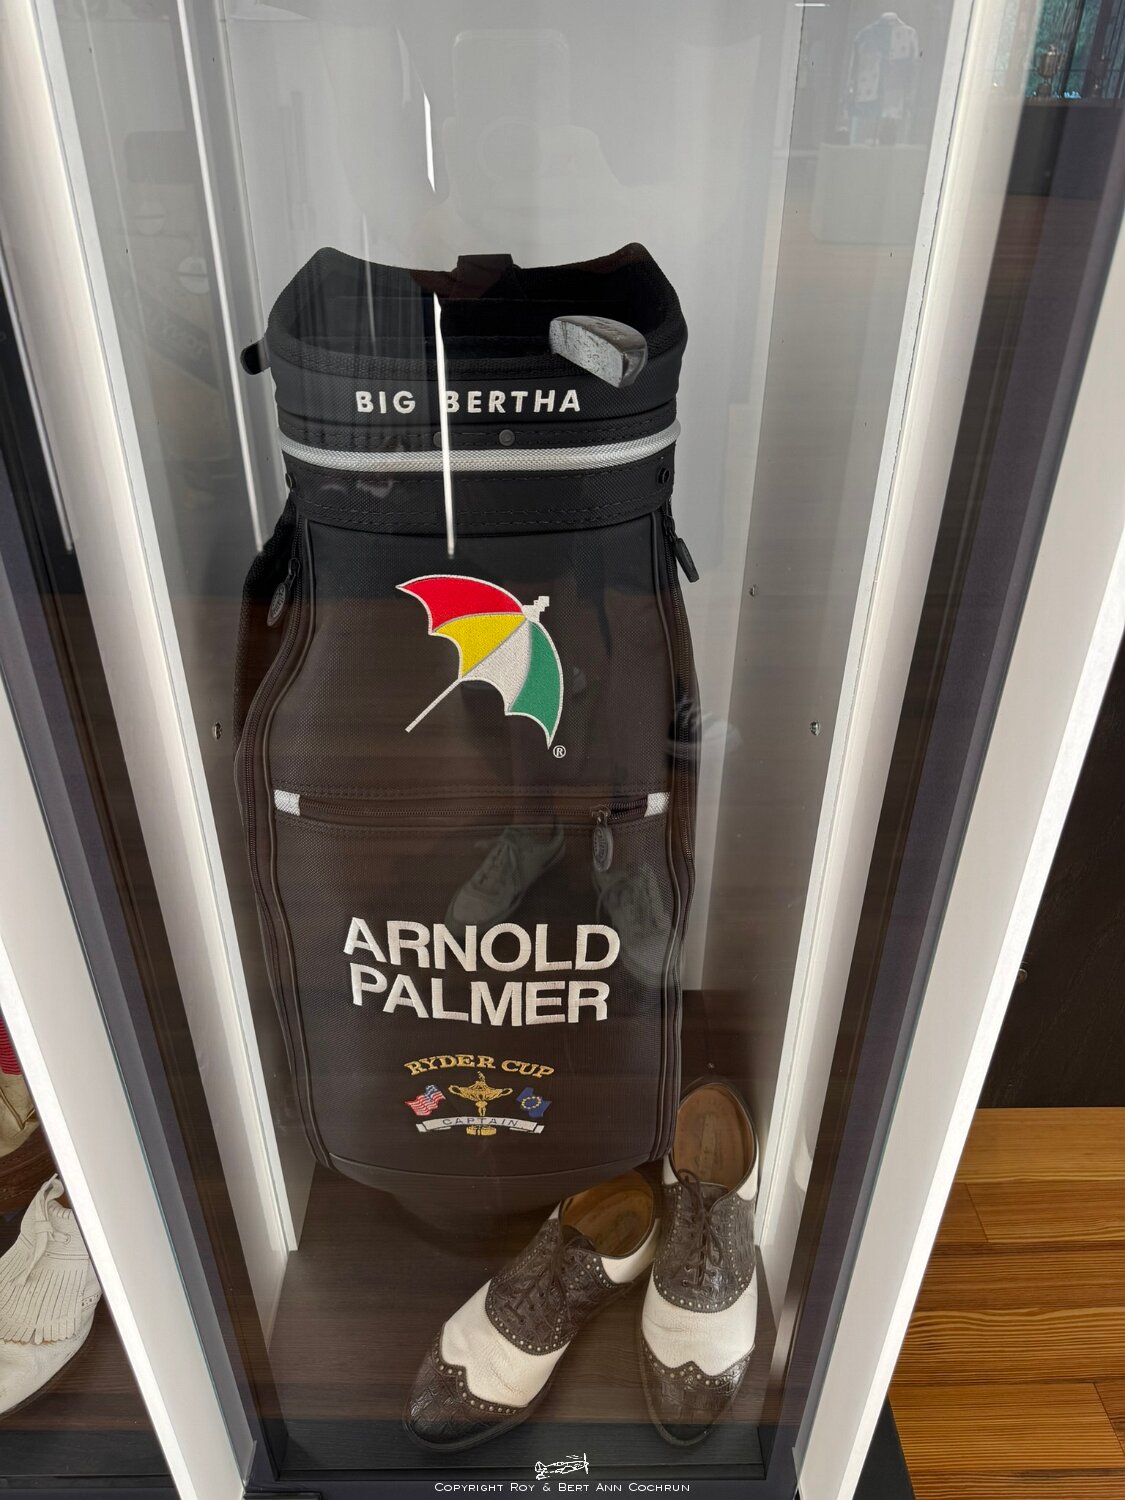 BIG BERTHA
®
ARNOLD
PALMER
RYDER CUP
CAPTAIN
Copyright Roy & Bert Ann Cochrun